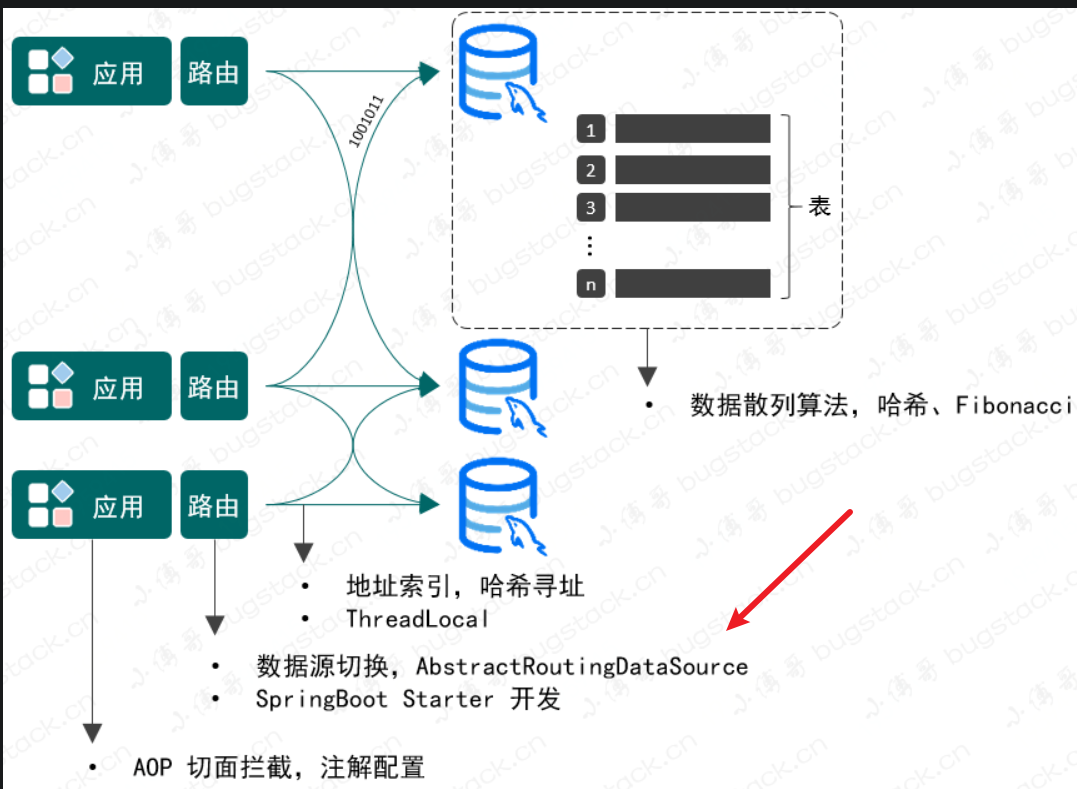 应用 路由
1001011
1
2
3
n
表
应用 路由
数据散列算法，哈希、Fibonacci
应用 路由
• 地址索引，哈希寻址
• ThreadLocal
• 数据源切换，AbstractRoutingDataSource
• SpringBoot Starter 开发
• AOP 切面拦截，注解配置
小傅哥 bugstack.cn